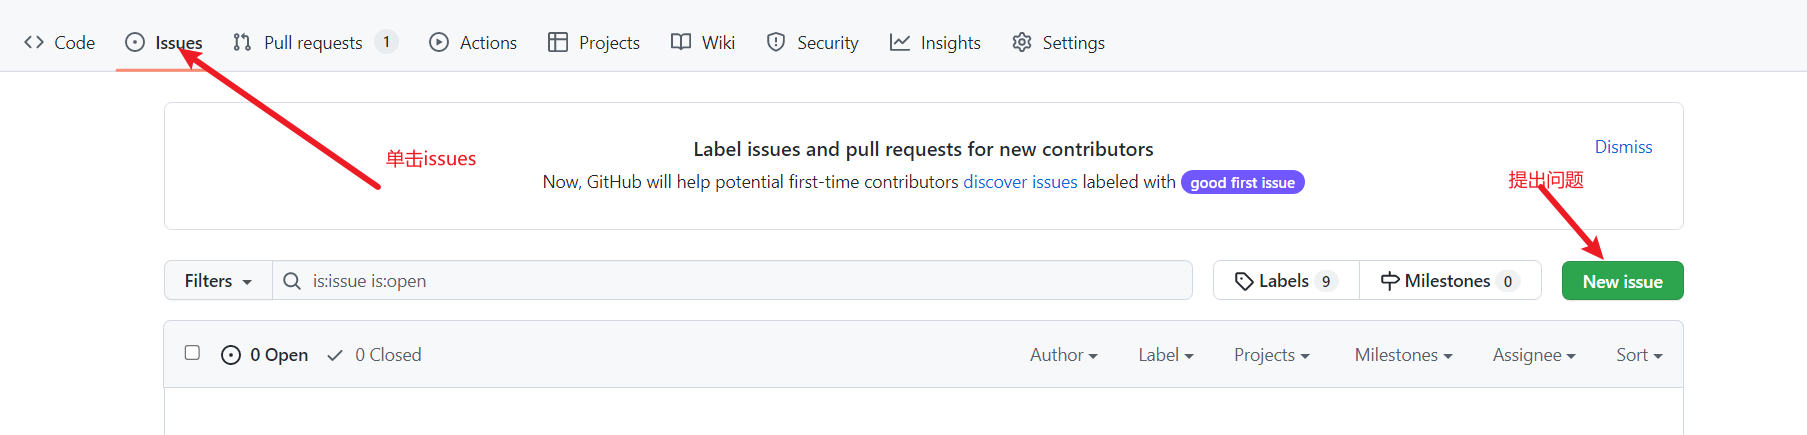 Code Issues Pull requests 1 Actions Projects Wiki Security Insights Settings
单击issues
Label issues and pull requests for new contributors
Dismiss
Now, GitHub will help potential first-time contributors discover issues labeled with good first issue
提出问题
Filters is:issue is:open Labels 9 Milestones 0 New issue
0 Open 0 Closed Author Label Projects Milestones Assignee Sort